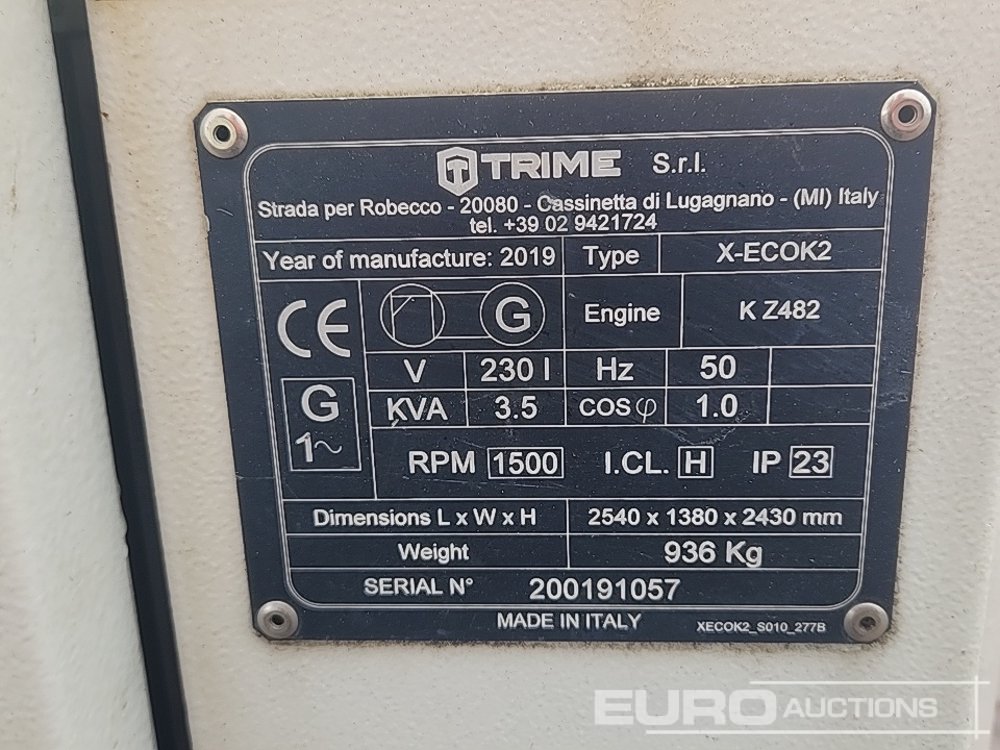 TRIME S.r.l.
Strada per Robecco - 20080 - Cassinetta di Lugagnano - (MI) Italy
tel. +39 02 9421724
Year of manufacture: 2019 Type X-ECOK2
CE G Engine K Z482
V 230 I Hz 50
G KVA 3.5 COS φ 1.0
1~ RPM 1500 I.CL. H IP 23
Dimensions L x W x H 2540 x 1380 x 2430 mm
Weight 936 Kg
SERIAL N° 200191057
MADE IN ITALY XECOK2_S010_277B
EURO AUCTIONS